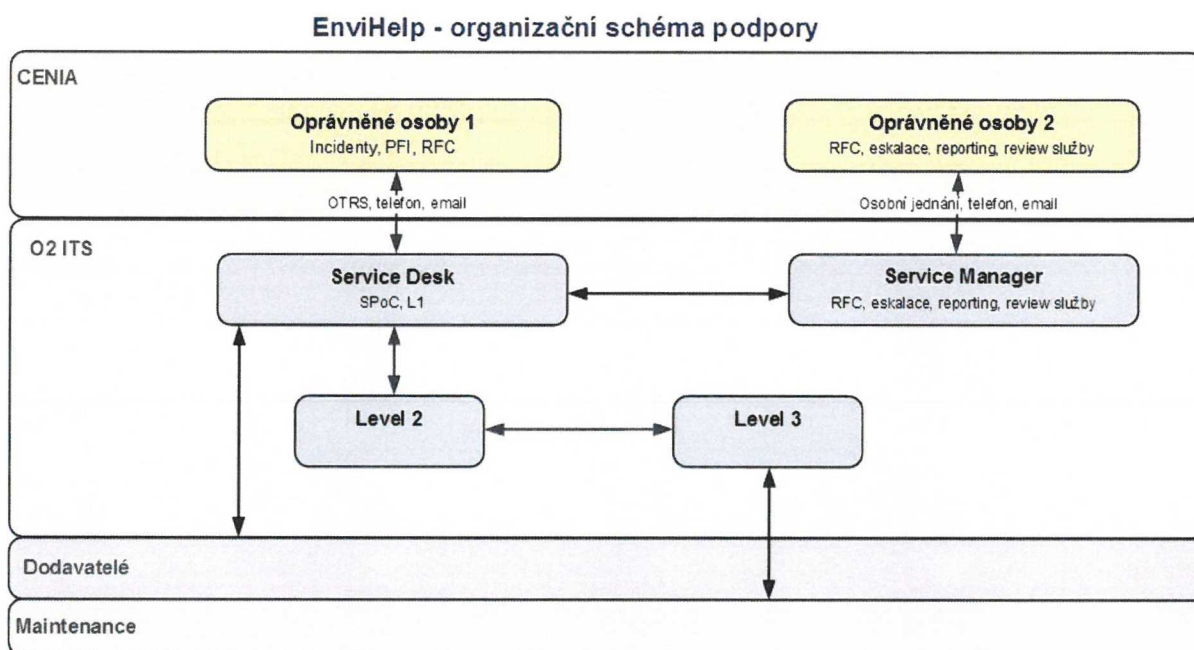 EnviHelp - organizační schéma podpory
CENIA
Oprávněné osoby 1
Incidenty, PFI, RFC
Oprávněné osoby 2
RFC, eskalace, reporting, review služby
OTRS, telefon, email
Osobní jednání, telefon, email
O2 ITS
Service Desk
SPoC, L1
Service Manager
RFC, eskalace, reporting, review služby
Level 2
Level 3
Dodavatelé
Maintenance